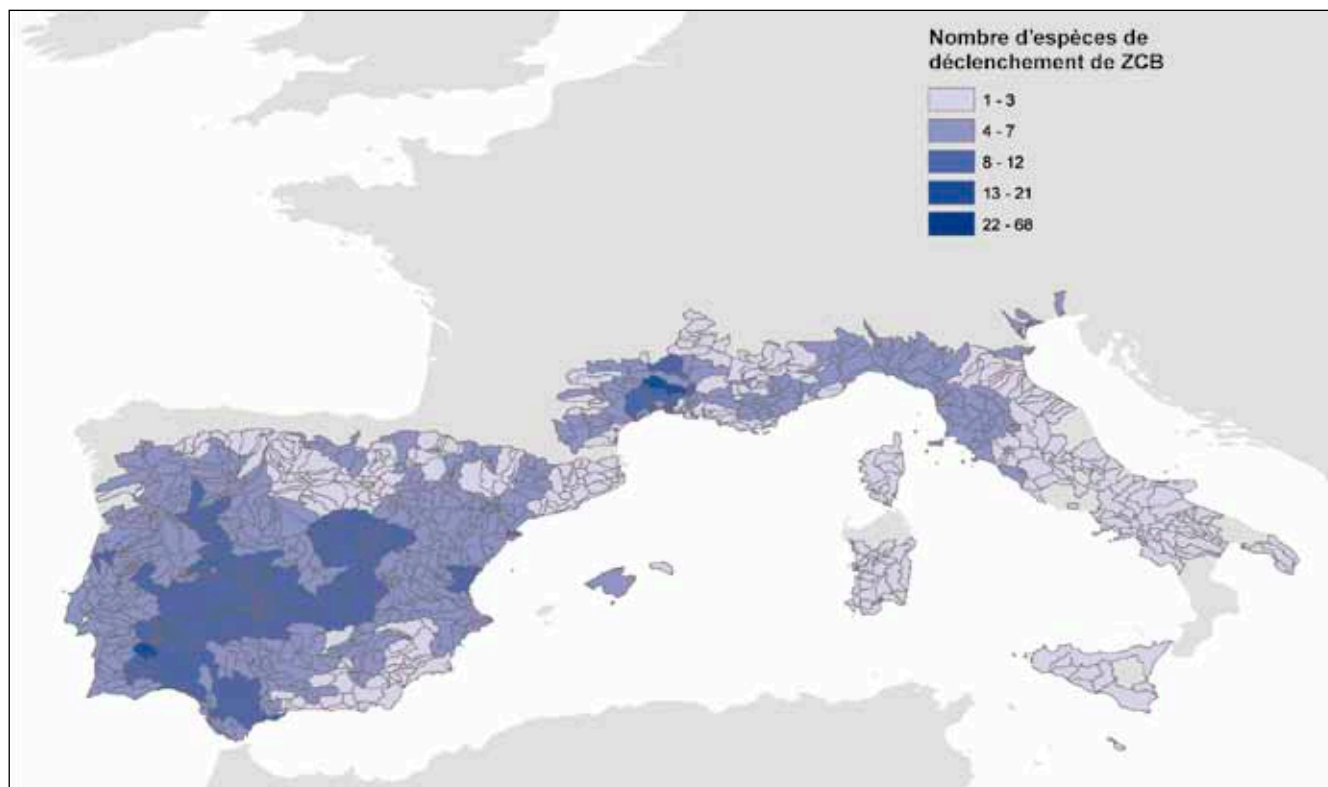 Nombre d'espèces de
déclenchement de ZCB
1 - 3
4 - 7
8 - 12
13 - 21
22 - 68